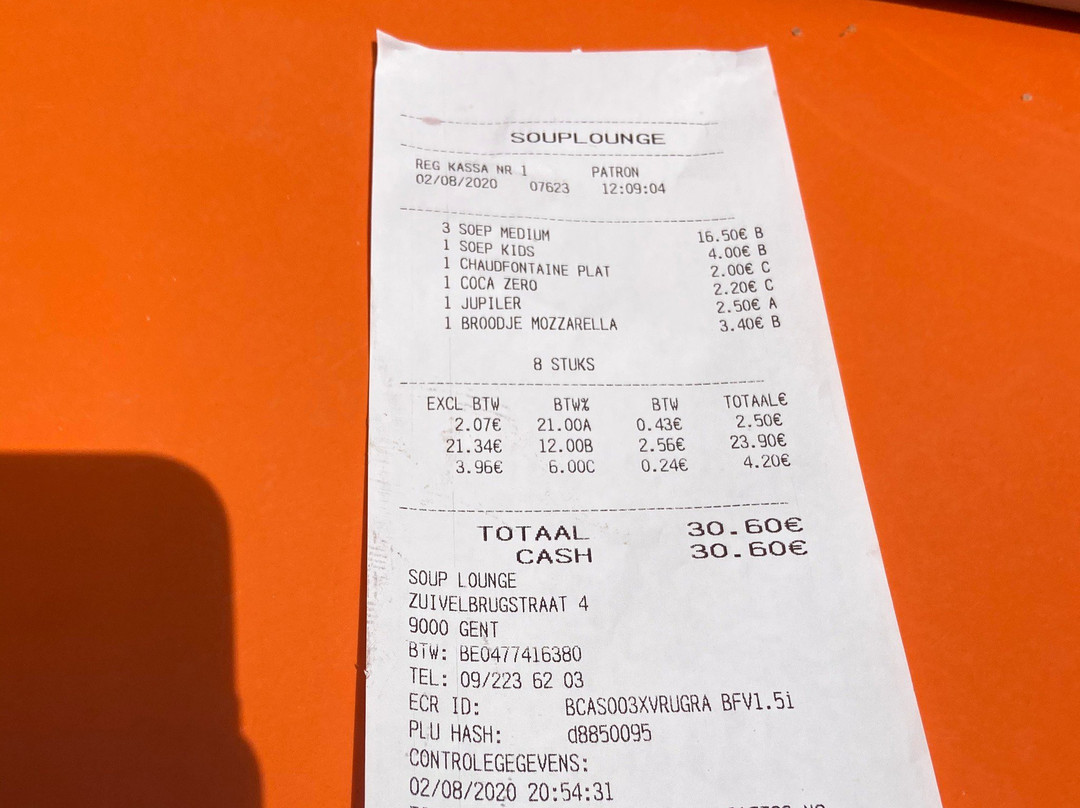 SOUPLOUNGE
REG KASSA NR 1 PATRON
02/08/2020 07623 12:09:04
3 SOEP MEDIUM 16.50€ B
1 SOEP KIDS 4.00€ B
1 CHAUDFONTAINE PLAT 2.00€ C
1 COCA ZERO 2.20€ C
1 JUPILER 2.50€ A
1 BROODJE MOZZARELLA 3.40€ B
8 STUKS
EXCL BTW BTW% BTW TOTAAL€
2.07€ 21.00A 0.43€ 2.50€
21.34€ 12.00B 2.56€ 23.90€
3.96€ 6.00C 0.24€ 4.20€
TOTAAL 30.60€
CASH 30.60€
SOUP LOUNGE
ZUIVELBRUGSTRAAT 4
9000 GENT
BTW: BE0477416380
TEL: 09/223 62 03
ECR ID: BCAS003XVRUGRA BFV1.5i
PLU HASH: d8850095
CONTROLEGEGEVENS:
02/08/2020 20:54:31